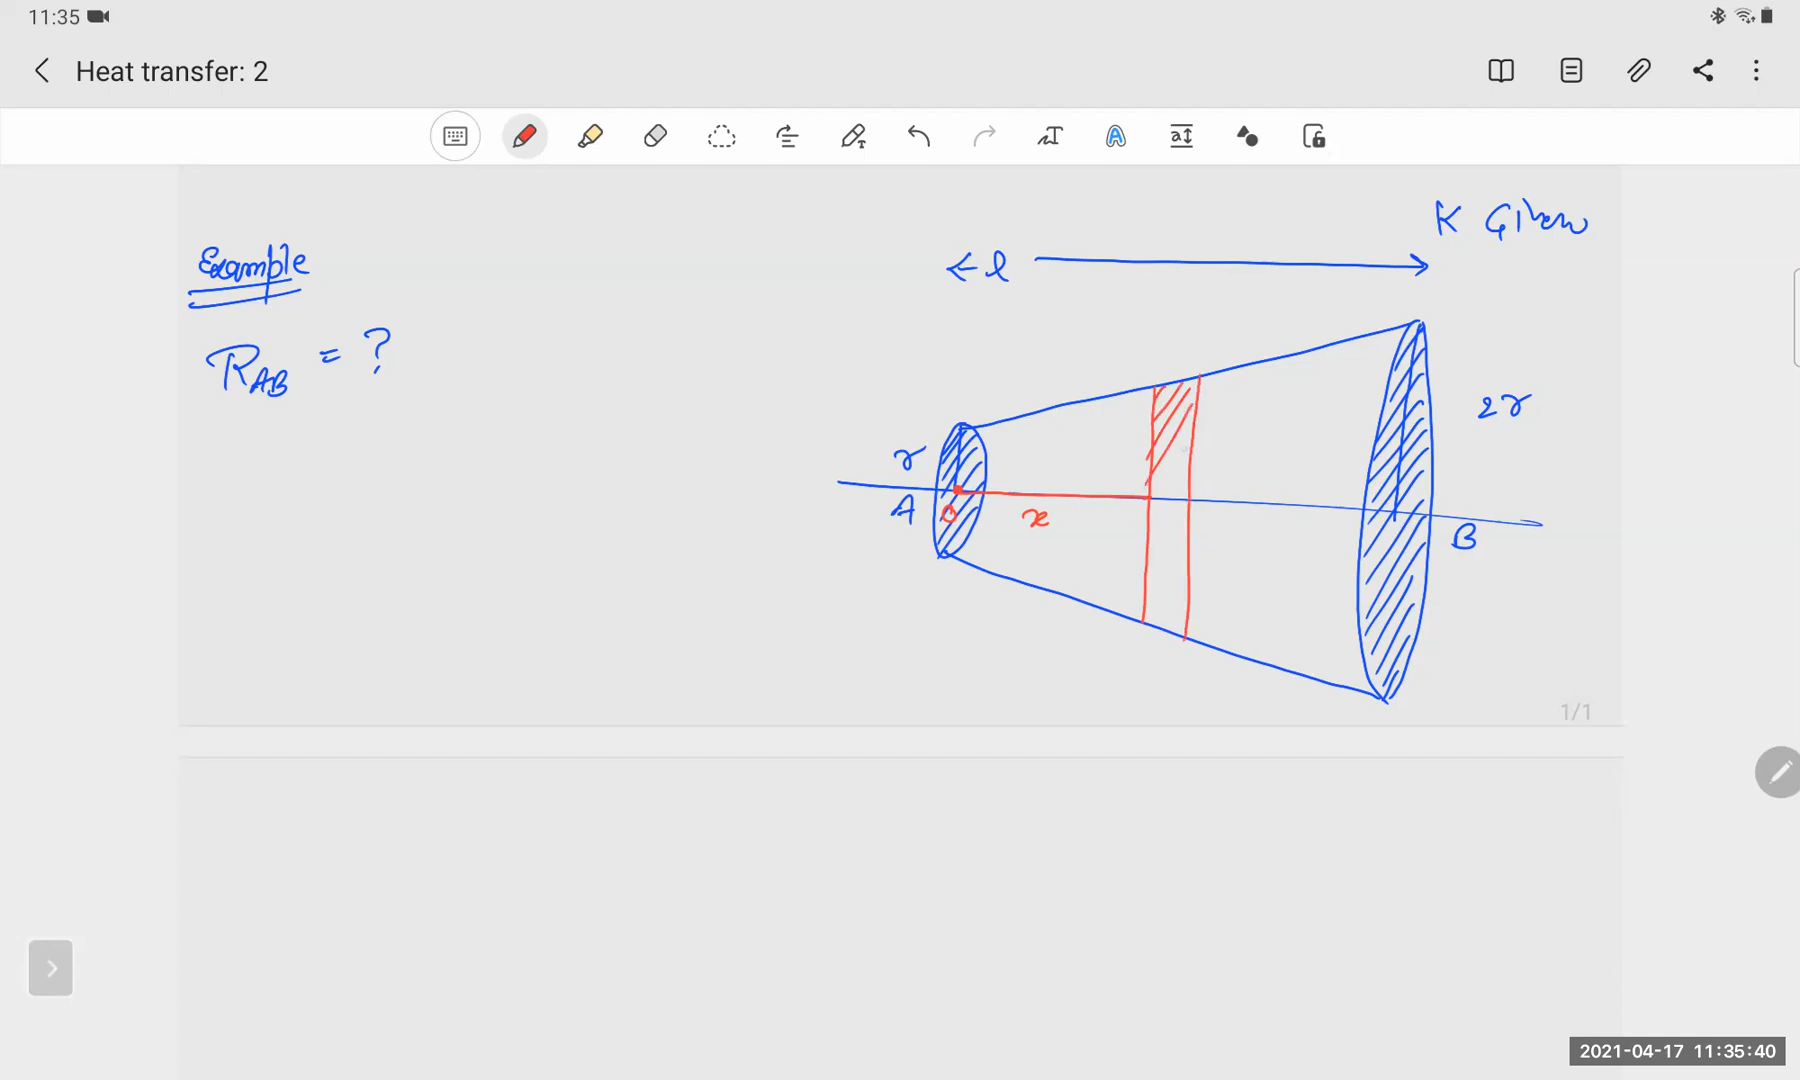 11:35
Heat transfer: 2
K Given
← l →
Example
R_AB = ?
2r
r
A
O
x
B
1/1
2021-04-17 11:35:40